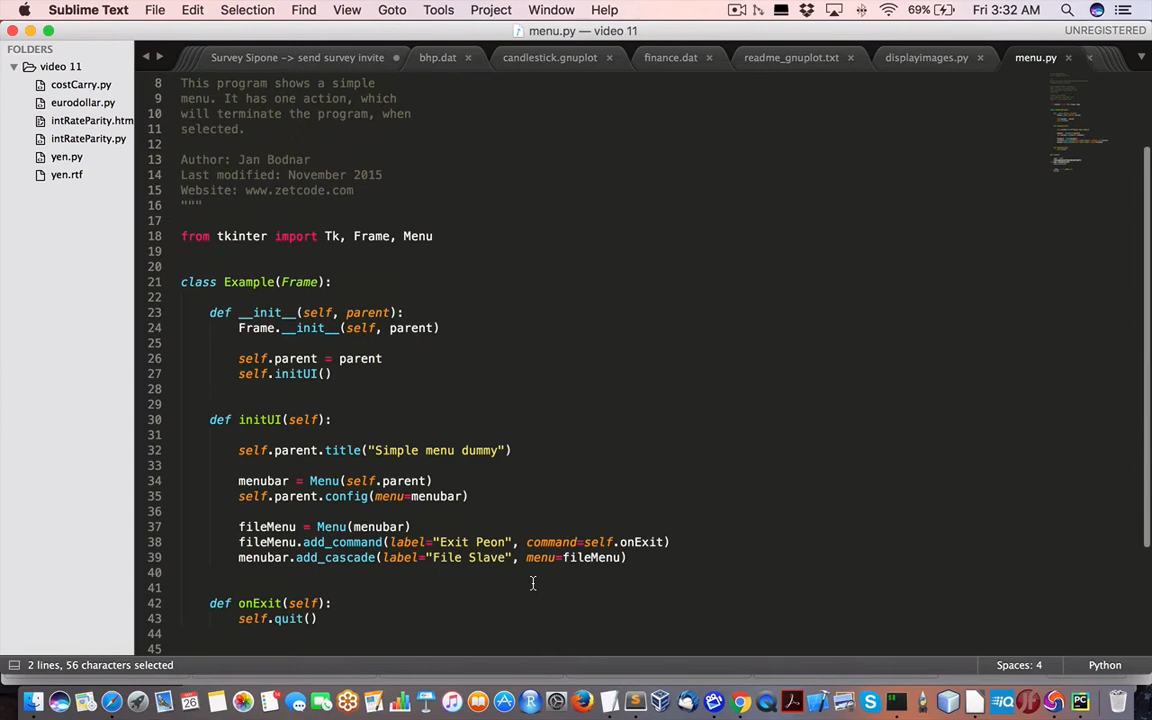 Sublime Text File Edit Selection Find View Goto Tools Project Window Help 69% Fri 3:32 AM
menu.py — video 11 UNREGISTERED
FOLDERS
video 11
costCarry.py
eurodollar.py
intRateParity.htm
intRateParity.py
yen.py
yen.rtf
Survey Sipone -> send survey invite bhp.dat candlestick.gnuplot finance.dat readme_gnuplot.txt displayimages.py menu.py
8 This program shows a simple
9 menu. It has one action, which
10 will terminate the program, when
11 selected.
12
13 Author: Jan Bodnar
14 Last modified: November 2015
15 Website: www.zetcode.com
16 """
17
18 from tkinter import Tk, Frame, Menu
19
20
21 class Example(Frame):
22
23 def __init__(self, parent):
24 Frame.__init__(self, parent)
25
26 self.parent = parent
27 self.initUI()
28
29
30 def initUI(self):
31
32 self.parent.title("Simple menu dummy")
33
34 menubar = Menu(self.parent)
35 self.parent.config(menu=menubar)
36
37 fileMenu = Menu(menubar)
38 fileMenu.add_command(label="Exit Peon", command=self.onExit)
39 menubar.add_cascade(label="File Slave", menu=fileMenu)
40
41
42 def onExit(self):
43 self.quit()
44
45
2 lines, 56 characters selected Spaces: 4 Python